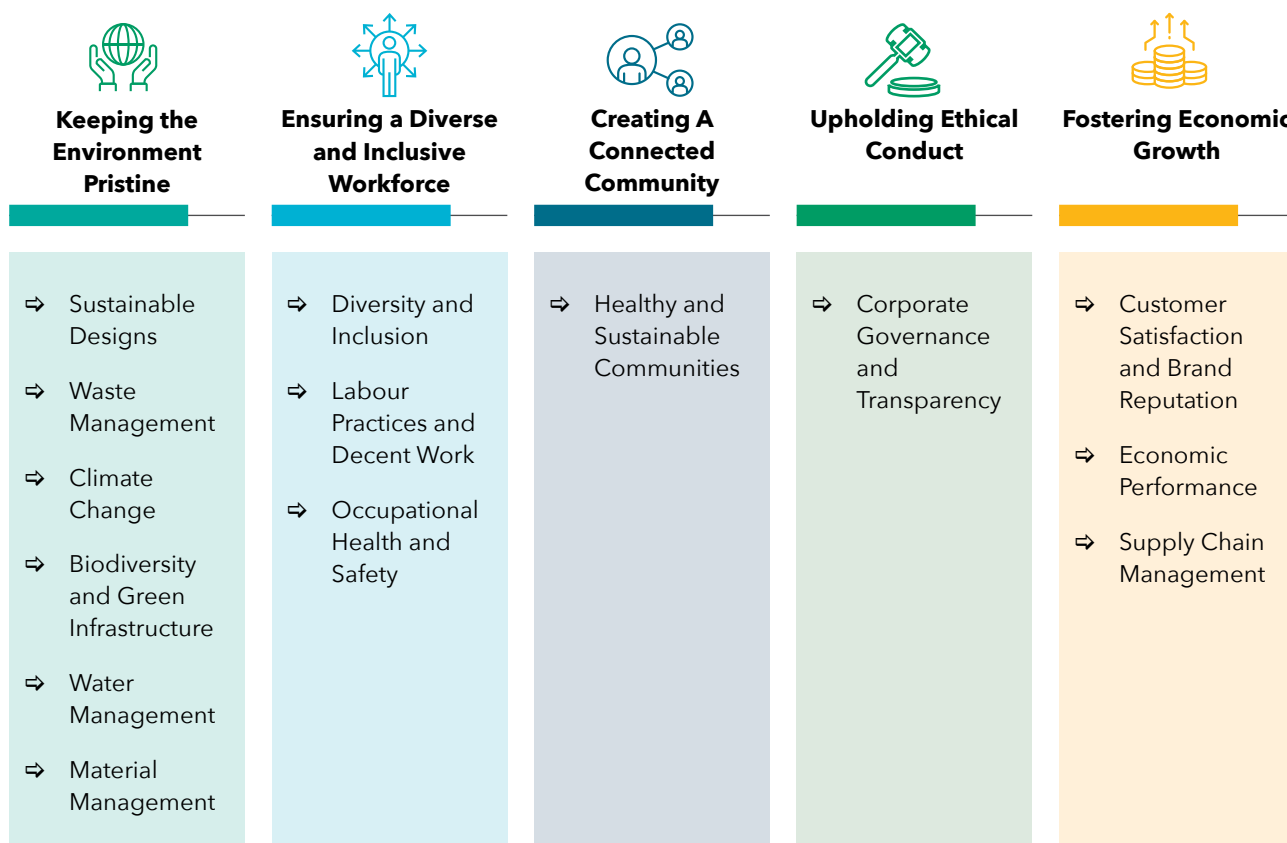 Keeping the
Environment
Pristine
Ensuring a Diverse
and Inclusive
Workforce
Creating A
Connected
Community
Upholding Ethical
Conduct
Fostering Economic
Growth
⇨ Sustainable
Designs
⇨ Waste
Management
⇨ Climate
Change
⇨ Biodiversity
and Green
Infrastructure
⇨ Water
Management
⇨ Material
Management
⇨ Diversity and
Inclusion
⇨ Labour
Practices and
Decent Work
⇨ Occupational
Health and
Safety
⇨ Healthy and
Sustainable
Communities
⇨ Corporate
Governance
and
Transparency
⇨ Customer
Satisfaction
and Brand
Reputation
⇨ Economic
Performance
⇨ Supply Chain
Management